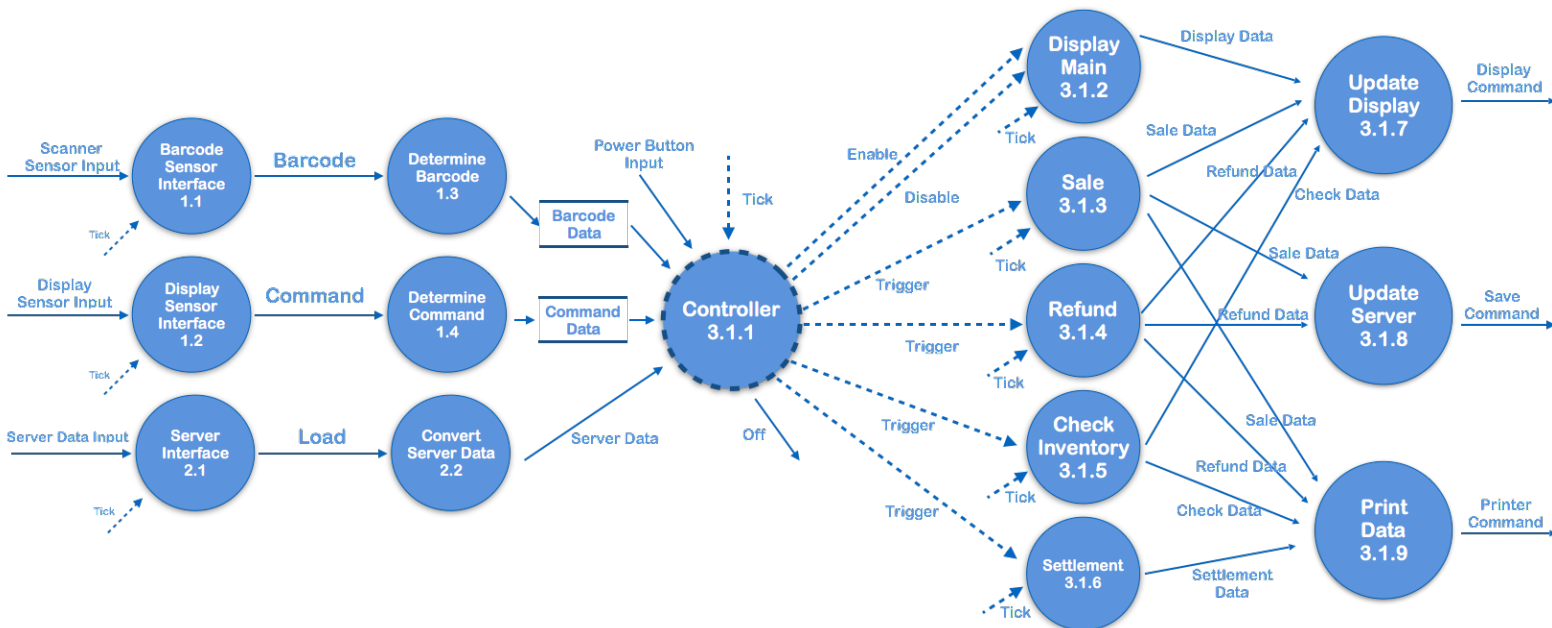 Scanner
Sensor Input
Tick
Barcode
Sensor
Interface
1.1
Barcode
Determine
Barcode
1.3
Barcode
Data
Display
Sensor Input
Tick
Display
Sensor
Interface
1.2
Command
Determine
Command
1.4
Command
Data
Server Data Input
Tick
Server
Interface
2.1
Load
Convert
Server Data
2.2
Server Data
Power Button
Input
Tick
Controller
3.1.1
Off
Enable
Disable
Trigger
Trigger
Trigger
Trigger
Display
Main
3.1.2
Tick
Sale
3.1.3
Tick
Refund
3.1.4
Tick
Check
Inventory
3.1.5
Tick
Settlement
3.1.6
Tick
Display Data
Sale Data
Refund Data
Check Data
Sale Data
Refund Data
Sale Data
Refund Data
Check Data
Settlement
Data
Update
Display
3.1.7
Display
Command
Update
Server
3.1.8
Save
Command
Print
Data
3.1.9
Printer
Command